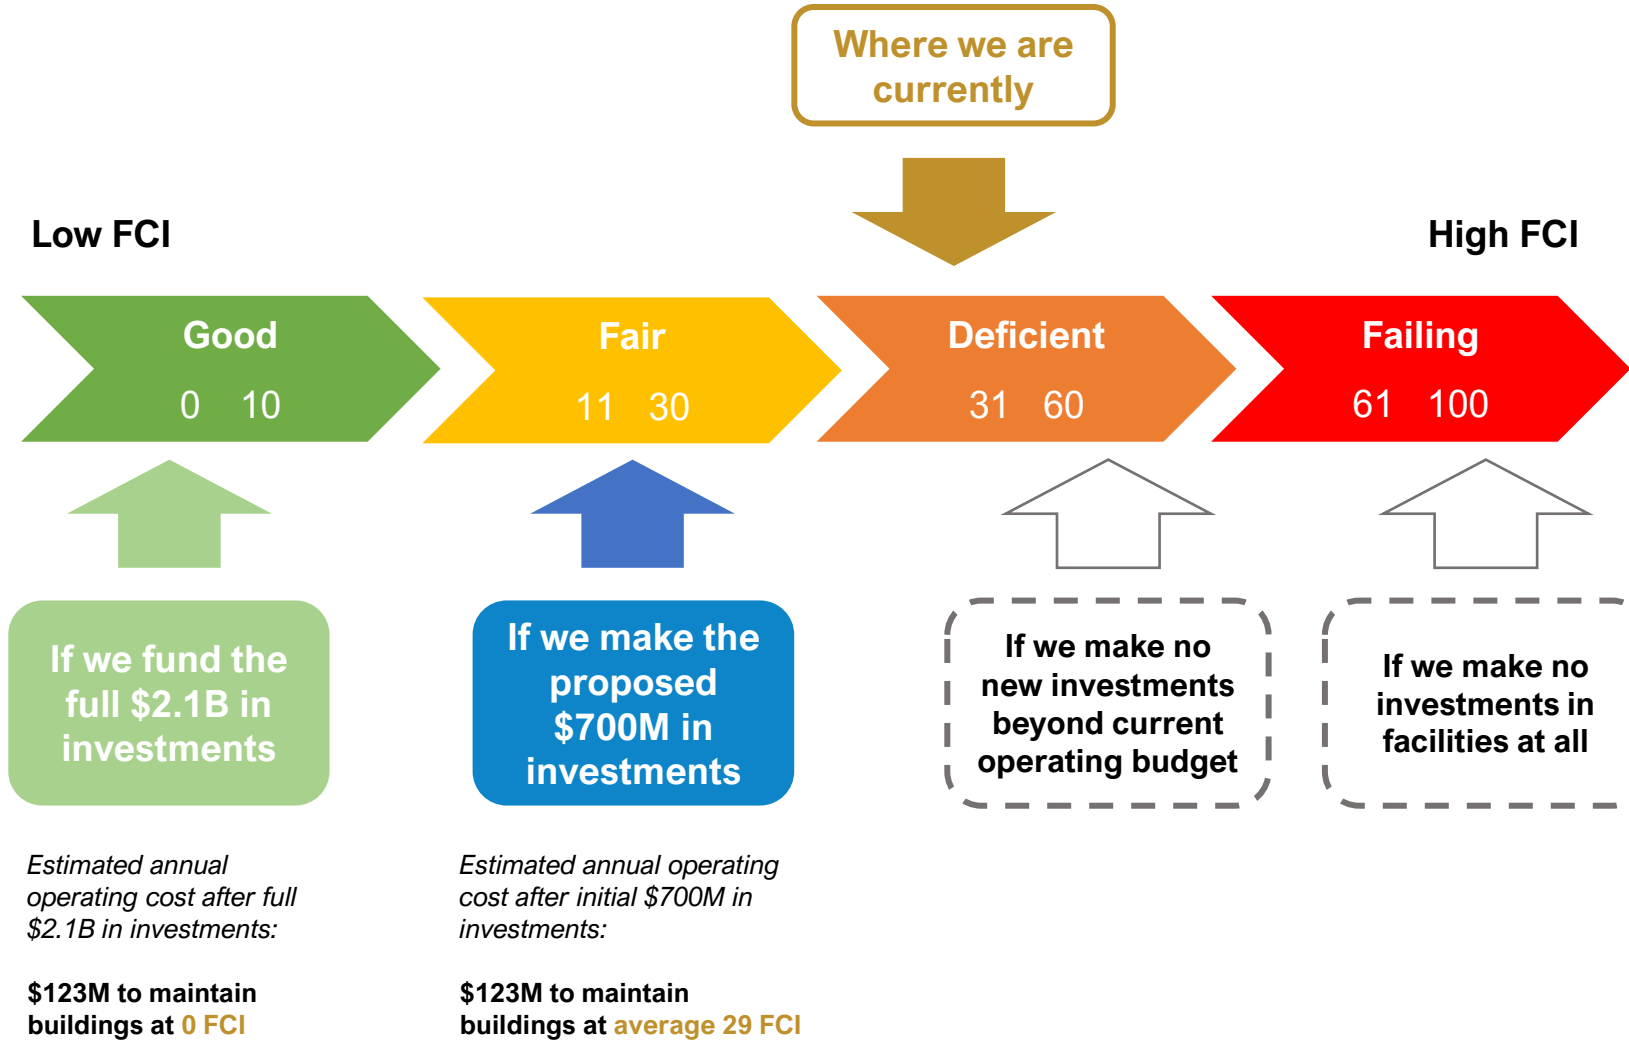 Where we are
currently
Low FCI
High FCI
Good
0 10
Fair
11 30
Deficient
31 60
Failing
61 100
If we fund the
full $2.1B in
investments
If we make the
proposed
$700M in
investments
If we make no
new investments
beyond current
operating budget
If we make no
investments in
facilities at all
Estimated annual
operating cost after full
$2.1B in investments:
$123M to maintain
buildings at 0 FCI
Estimated annual operating
cost after initial $700M in
investments:
$123M to maintain
buildings at average 29 FCI